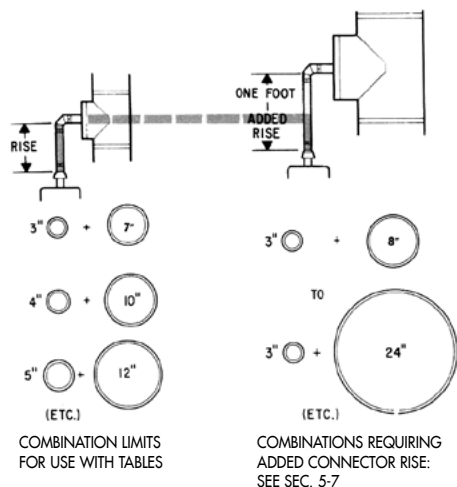 RISE
3" + 7"
4" + 10"
5" + 12"
(ETC.)
COMBINATION LIMITS
FOR USE WITH TABLES
ONE FOOT
ADDED
RISE
3" + 8"
TO
3" + 24"
(ETC.)
COMBINATIONS REQUIRING
ADDED CONNECTOR RISE:
SEE SEC. 5-7